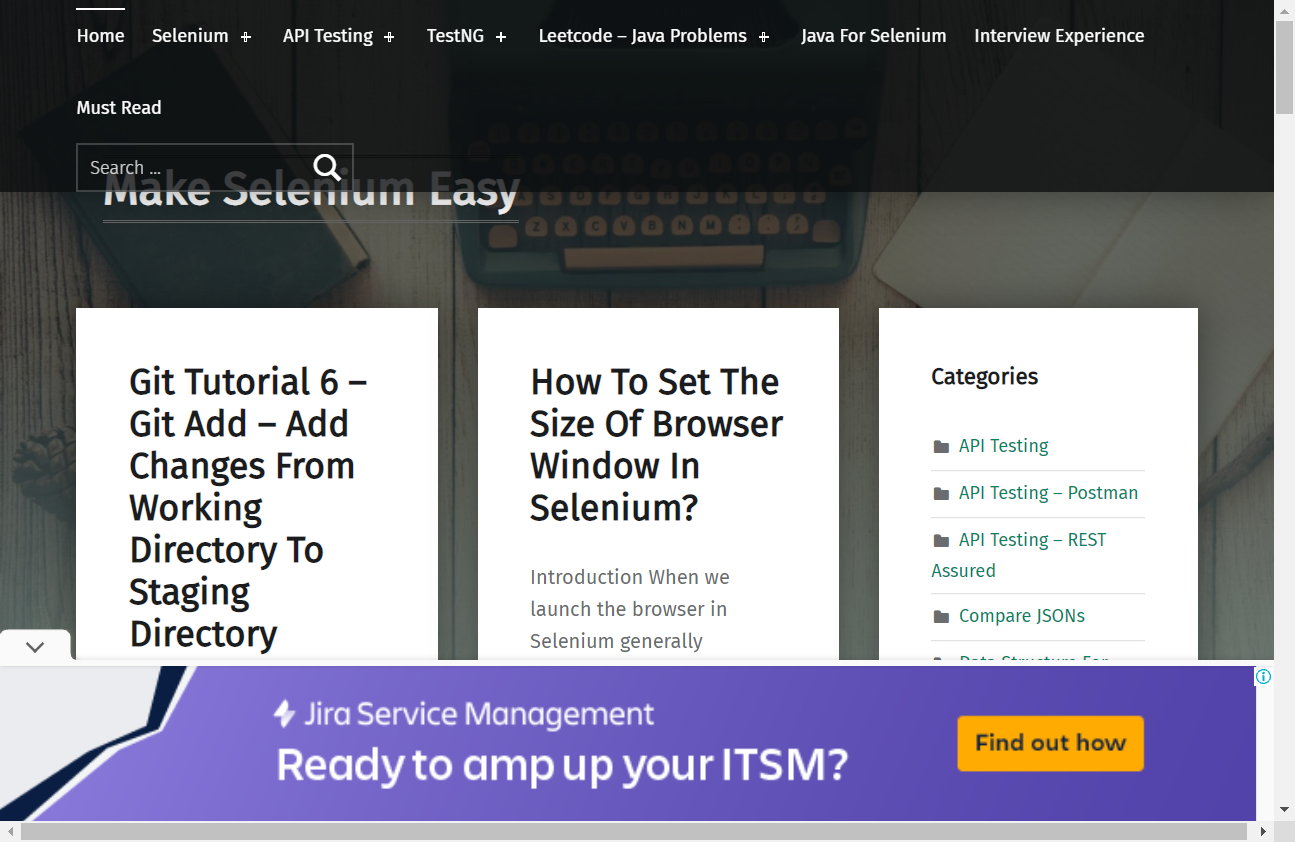 Home Selenium + API Testing + TestNG + Leetcode – Java Problems + Java For Selenium Interview Experience
Must Read
Search ...
Make Selenium Easy
Git Tutorial 6 –
Git Add – Add
Changes From
Working
Directory To
Staging
Directory
How To Set The
Size Of Browser
Window In
Selenium?
Introduction When we
launch the browser in
Selenium generally
Categories
API Testing
API Testing – Postman
API Testing – REST
Assured
Compare JSONs
Data Structure For
Jira Service Management
Ready to amp up your ITSM?
Find out how